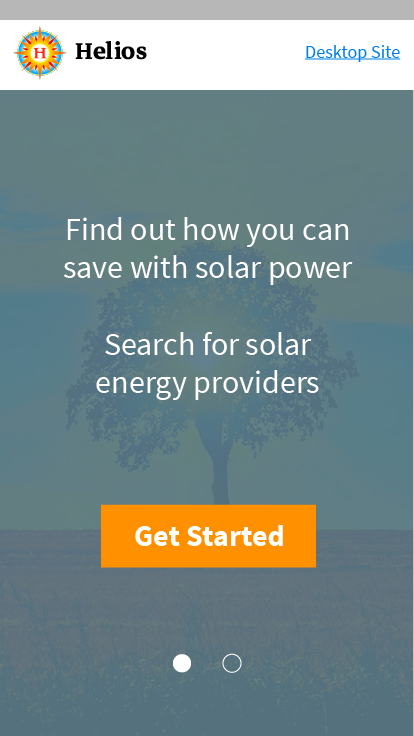 H
Helios
Desktop Site
Find out how you can
save with solar power
Search for solar
energy providers
Get Started